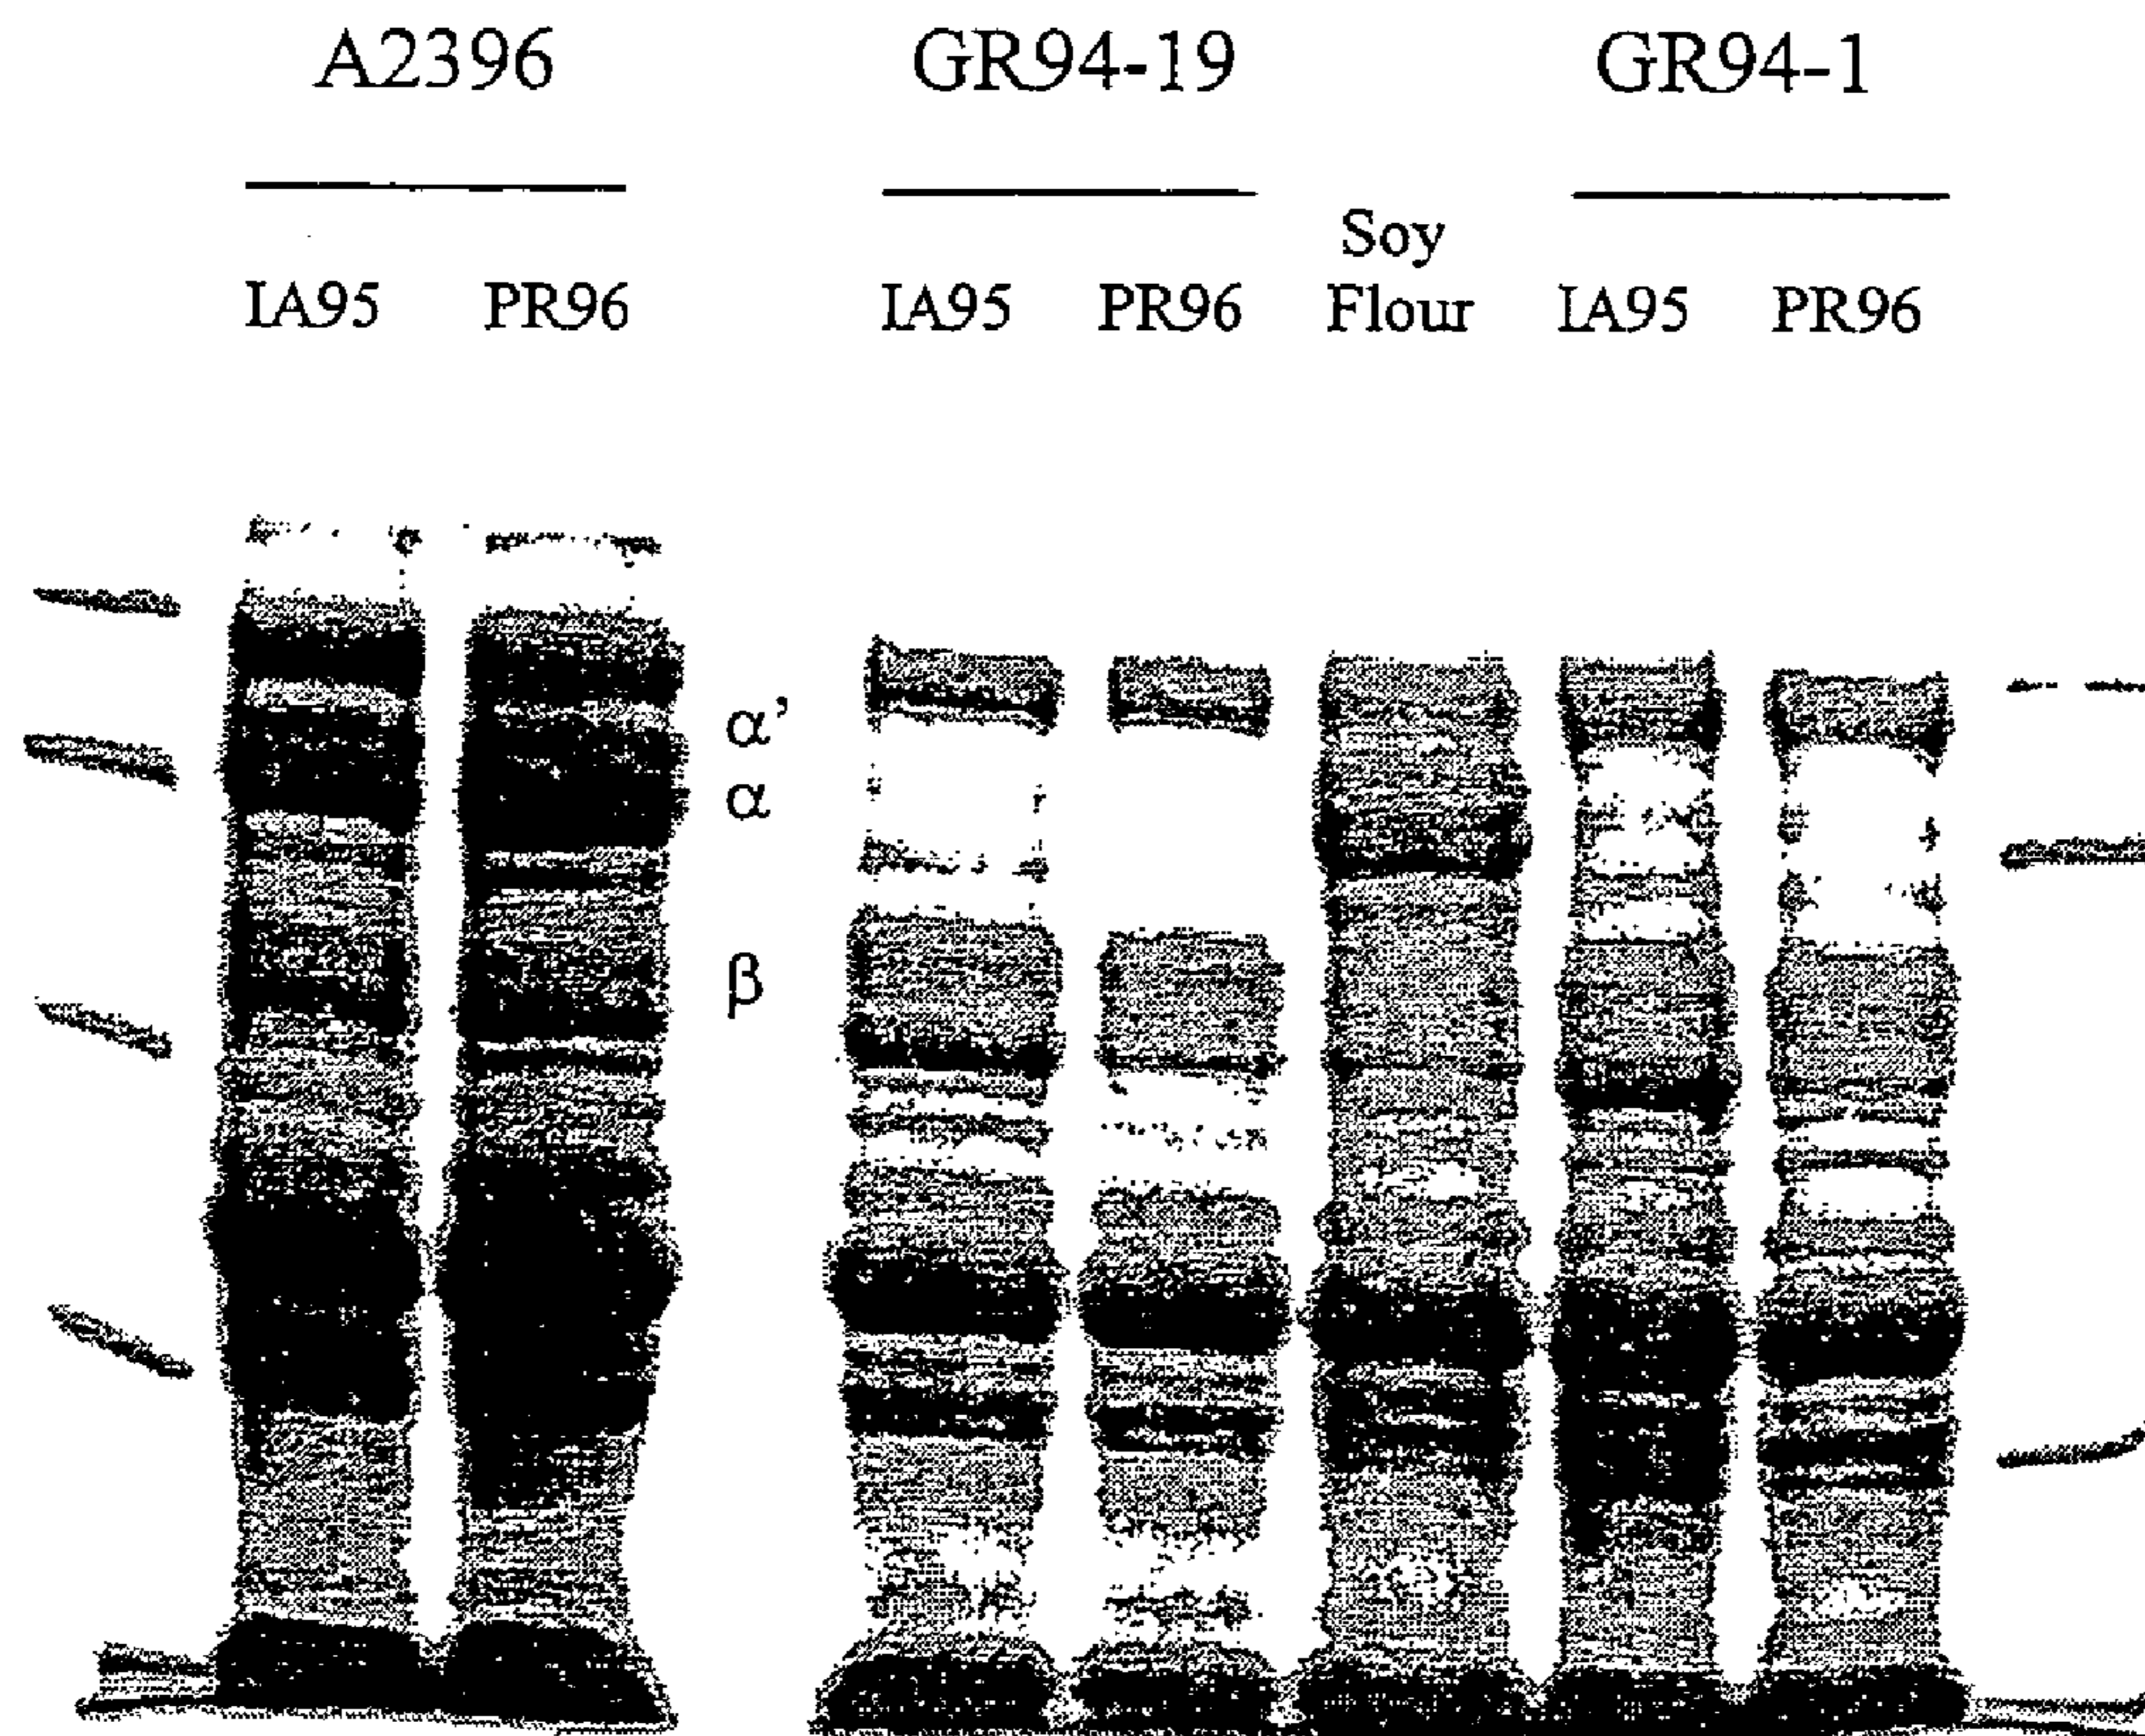 A2396 GR94-19 GR94-1
Soy
IA95 PR96 IA95 PR96 Flour IA95 PR96
α’
α
β